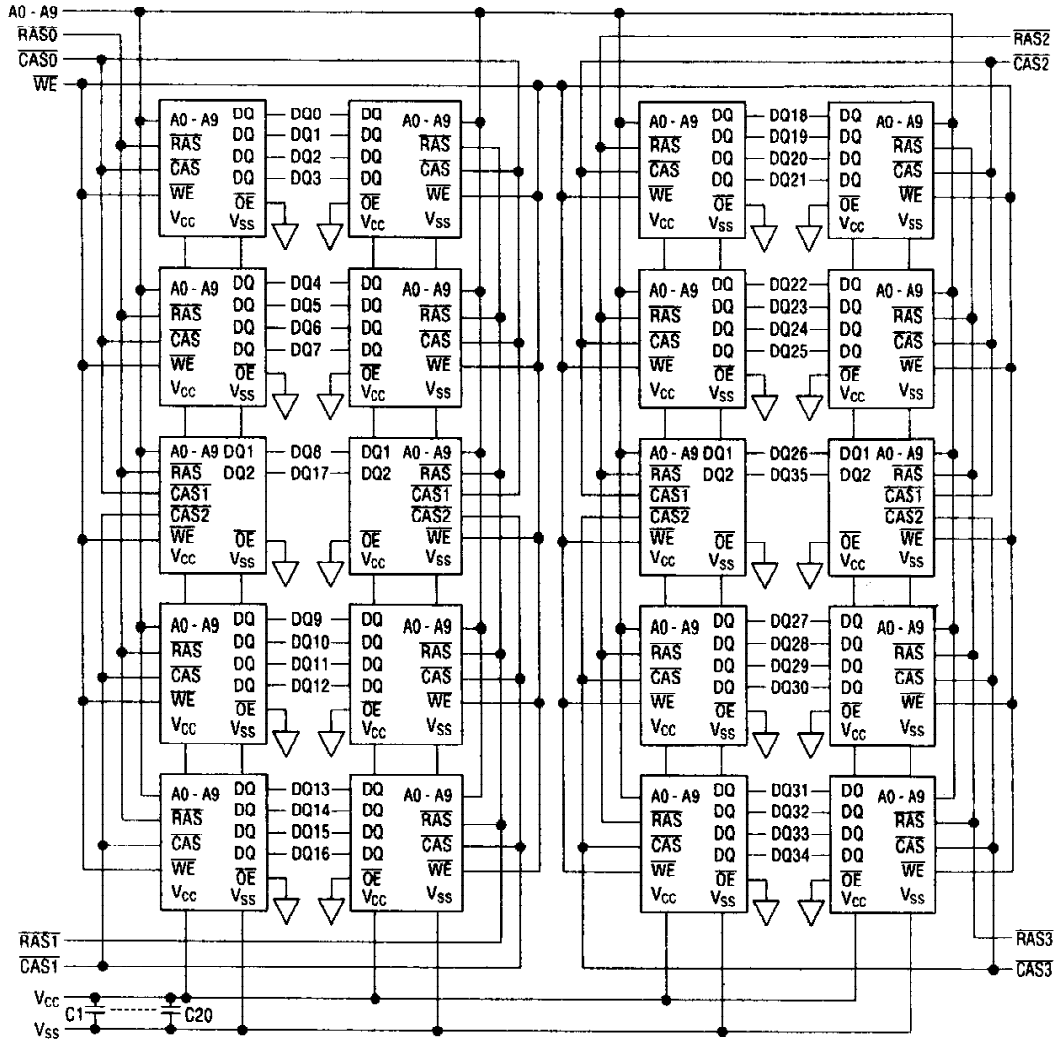 A0 - A9
RAS0
CAS0
WE
RAS2
CAS2
A0 - A9 DQ DQ0 DQ A0 - A9 A0 - A9 DQ DQ18 DQ A0 - A9
RAS DQ DQ1 DQ RAS RAS DQ DQ19 DQ RAS
CAS DQ DQ2 DQ CAS CAS DQ DQ20 DQ CAS
WE DQ DQ3 DQ WE WE DQ DQ21 DQ WE
OE OE OE OE
VCC VSS VCC VSS VCC VSS VCC VSS
A0 - A9 DQ DQ4 DQ A0 - A9 A0 - A9 DQ DQ22 DQ A0 - A9
RAS DQ DQ5 DQ RAS RAS DQ DQ23 DQ RAS
CAS DQ DQ6 DQ CAS CAS DQ DQ24 DQ CAS
WE DQ DQ7 DQ WE WE DQ DQ25 DQ WE
OE OE OE OE
VCC VSS VCC VSS VCC VSS VCC VSS
A0 - A9 DQ1 DQ8 DQ1 A0 - A9 A0 - A9 DQ1 DQ26 DQ1 A0 - A9
RAS DQ2 DQ17 DQ2 RAS RAS DQ2 DQ35 DQ2 RAS
CAS1 CAS1 CAS1 CAS1
CAS2 CAS2 CAS2 CAS2
WE OE OE WE WE OE OE WE
VCC VSS VCC VSS VCC VSS VCC VSS
A0 - A9 DQ DQ9 DQ A0 - A9 A0 - A9 DQ DQ27 DQ A0 - A9
RAS DQ DQ10 DQ RAS RAS DQ DQ28 DQ RAS
CAS DQ DQ11 DQ CAS CAS DQ DQ29 DQ CAS
WE DQ DQ12 DQ WE WE DQ DQ30 DQ WE
OE OE OE OE
VCC VSS VCC VSS VCC VSS VCC VSS
A0 - A9 DQ DQ13 DQ A0 - A9 A0 - A9 DQ DQ31 DQ A0 - A9
RAS DQ DQ14 DQ RAS RAS DQ DQ32 DQ RAS
CAS DQ DQ15 DQ CAS CAS DQ DQ33 DQ CAS
WE DQ DQ16 DQ WE WE DQ DQ34 DQ WE
OE OE OE OE
VCC VSS VCC VSS VCC VSS VCC VSS
RAS1
CAS1
RAS3
CAS3
VCC
C1 C20
VSS